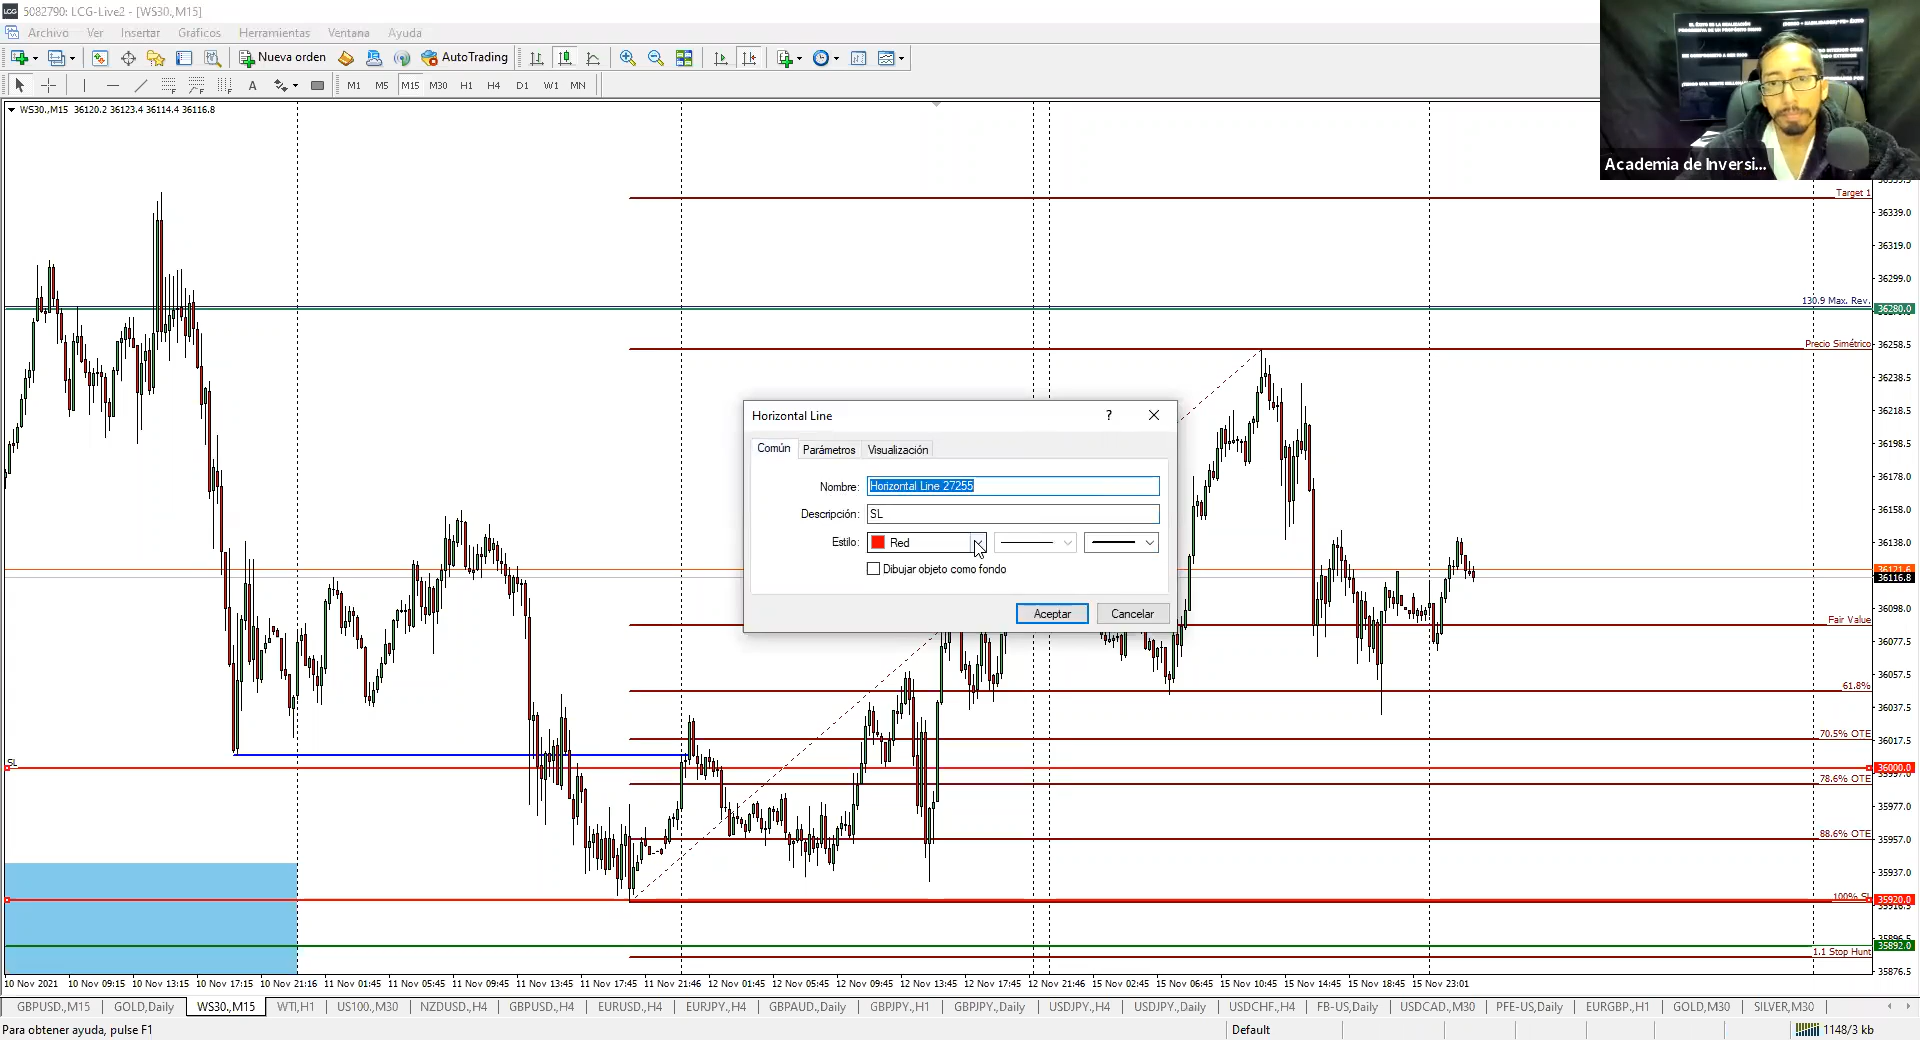 5082790: LCG-Live2 - [WS30.,M15]
Archivo Ver Insertar Gráficos Herramientas Ventana Ayuda
Nueva orden AutoTrading
A M1 M5 M15 M30 H1 H4 D1 W1 MN
WS30.,M15 36120.2 36123.4 36114.4 36116.8
Academia de Inversi...
Target 1
36339.0
36319.0
36299.0
130.9 Max. Rev.
36280.0
Precio Simétrico
36258.5
36238.5
36218.5
36198.5
36178.0
36158.0
36138.0
36121.6
36116.8
36098.0
Fair Value
36077.5
36057.5
61.8%
36037.5
36017.5
70.5% OTE
SL
36000.0
78.6% OTE
35977.0
35957.0
88.6% OTE
35937.0
100% SL
35920.0
35892.0
1.1 Stop Hunt
35876.5
Horizontal Line
?
Común Parámetros Visualización
Nombre: Horizontal Line 27255
Descripción: SL
Estilo: Red
Dibujar objeto como fondo
Aceptar Cancelar
10 Nov 2021 10 Nov 09:15 10 Nov 13:15 10 Nov 17:15 10 Nov 21:16 11 Nov 01:45 11 Nov 05:45 11 Nov 09:45 11 Nov 13:45 11 Nov 17:45 11 Nov 21:46 12 Nov 01:45 12 Nov 05:45 12 Nov 09:45 12 Nov 13:45 12 Nov 17:45 12 Nov 21:46 15 Nov 02:45 15 Nov 06:45 15 Nov 10:45 15 Nov 14:45 15 Nov 18:45 15 Nov 23:01
GBPUSD.,M15 GOLD,Daily WS30.,M15 WTI,H1 US100.,M30 NZDUSD.,H4 GBPUSD.,H4 EURUSD.,H4 EURJPY.,H4 GBPAUD.,Daily GBPJPY.,H1 GBPJPY.,Daily USDJPY.,H4 USDJPY.,Daily USDCHF.,H4 FB-US,Daily USDCAD.,M30 PFE-US,Daily EURGBP.,H1 GOLD,M30 SILVER,M30
Para obtener ayuda, pulse F1 Default 1148/3 kb